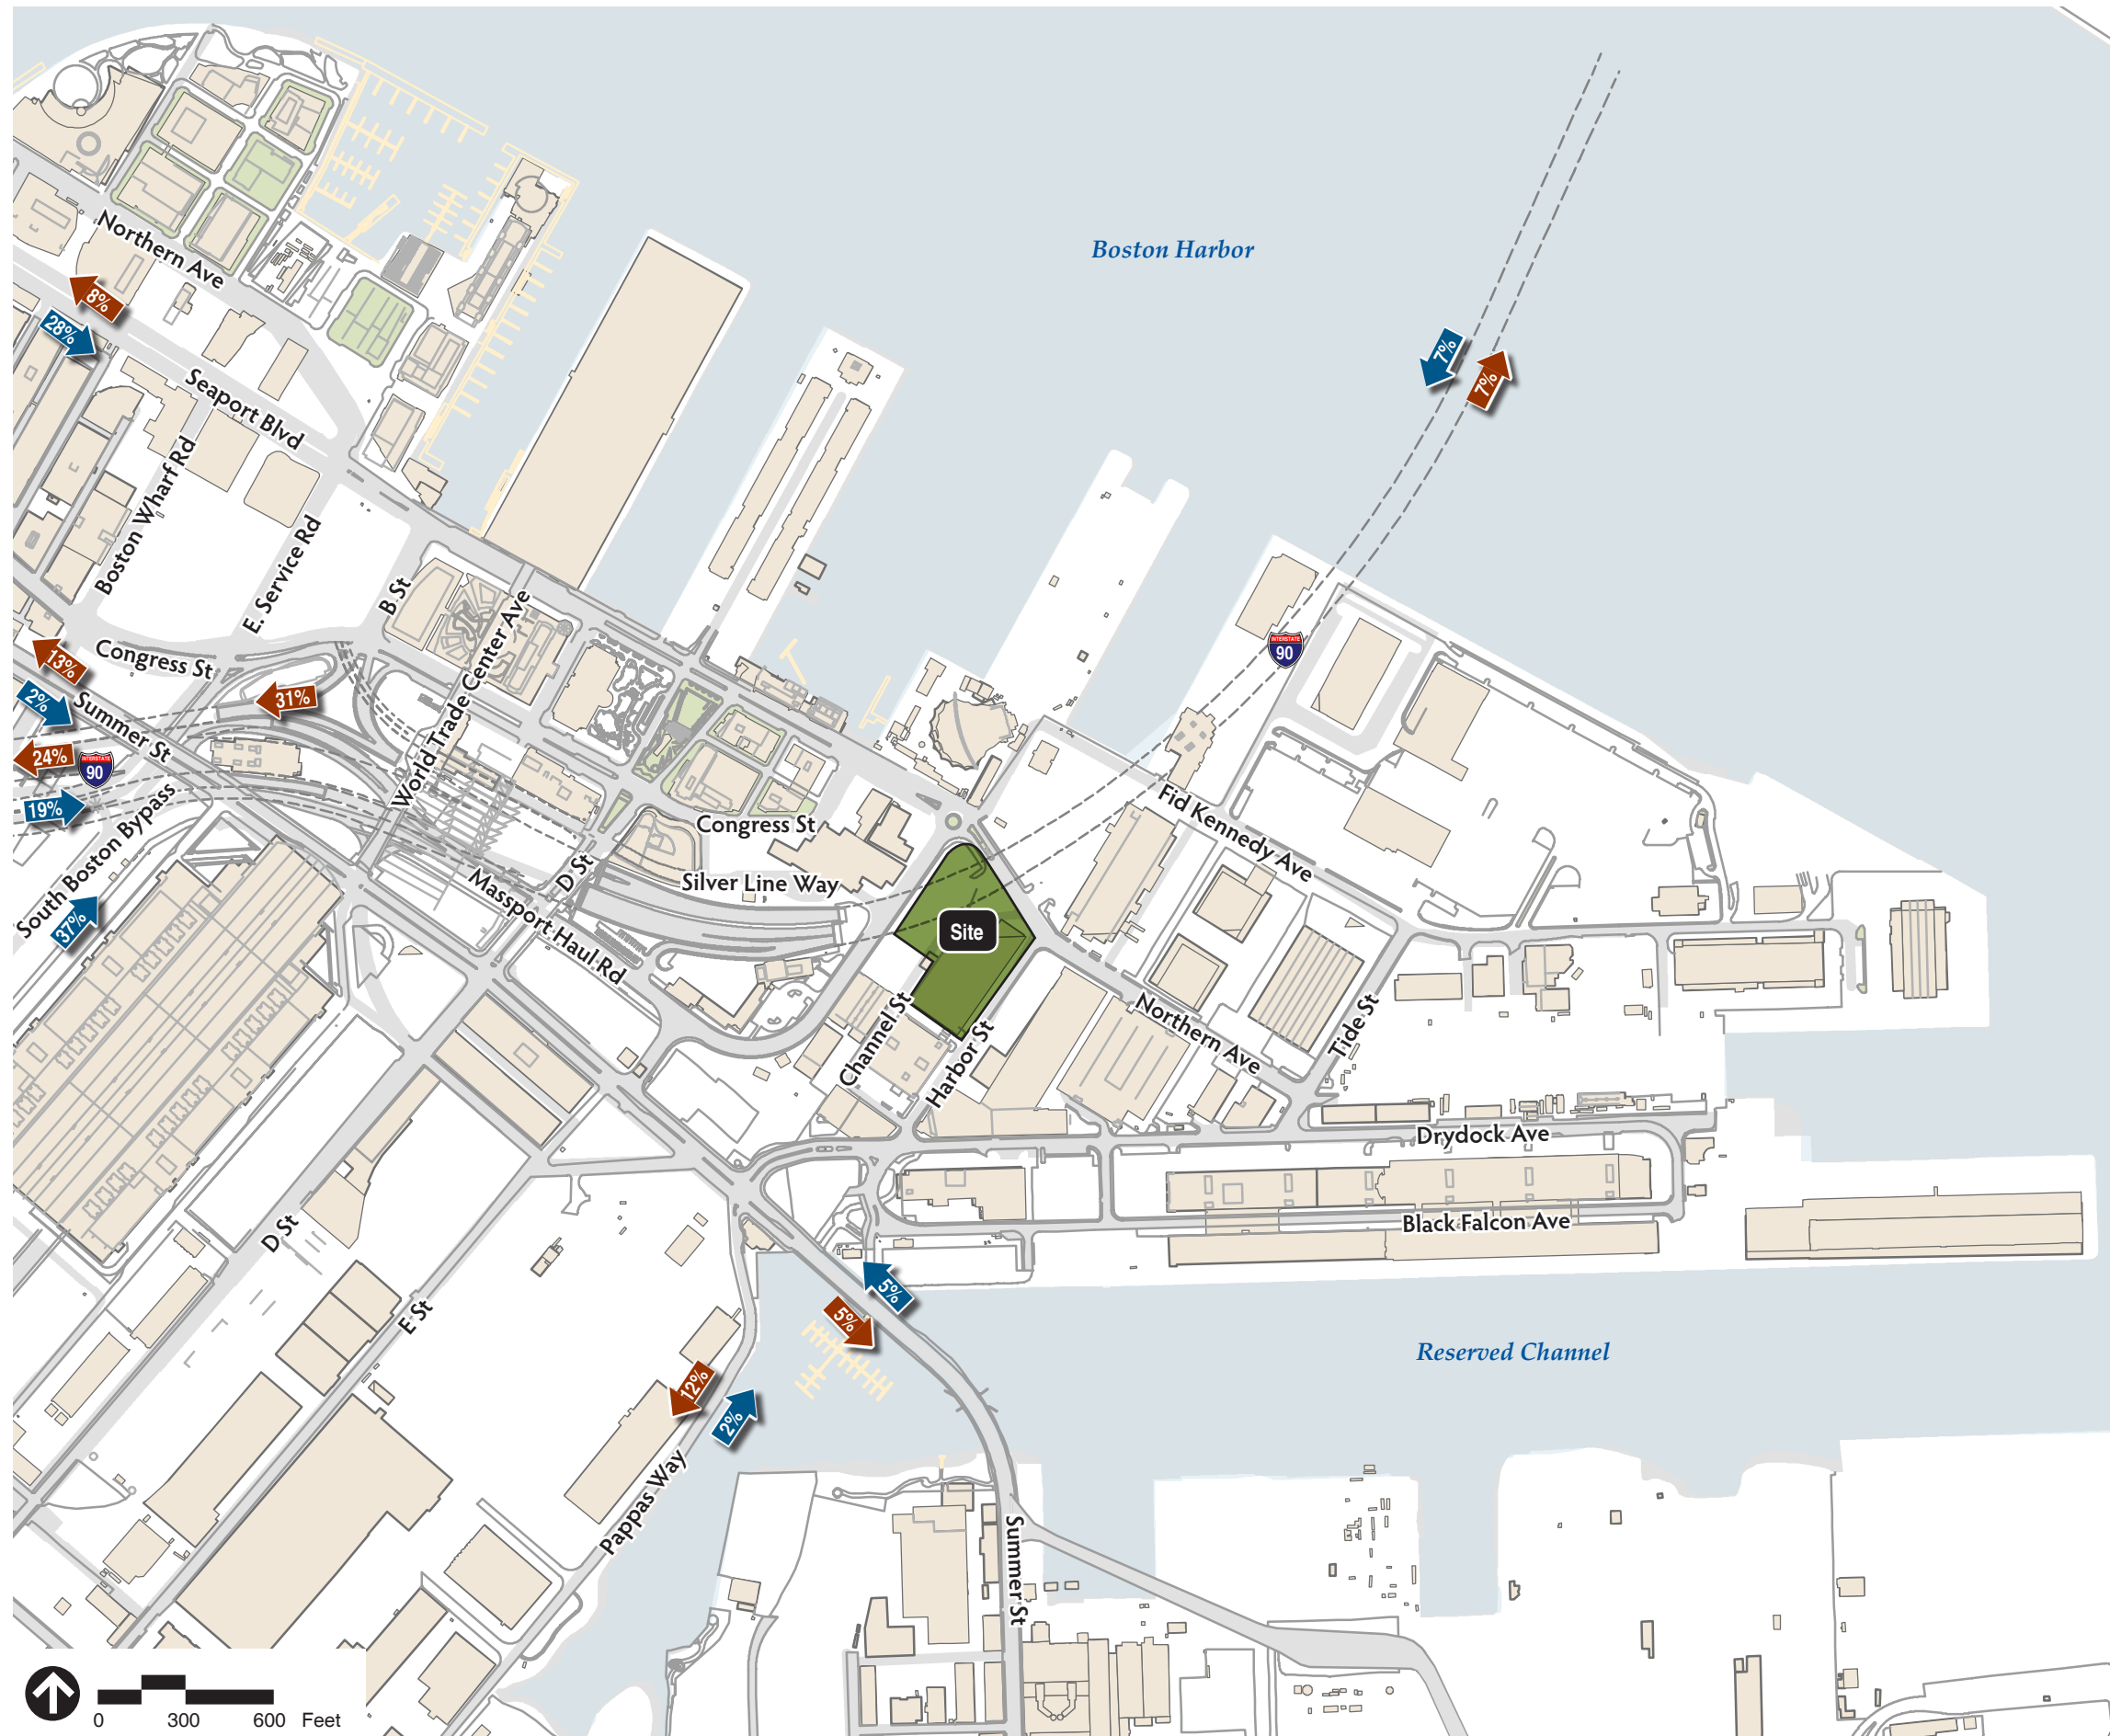 Boston Harbor
Northern Ave
8%
28%
7%
7%
Seaport Blvd
Boston Wharf Rd
E. Service Rd
B St
World Trade Center Ave
INTERSTATE
90
Congress St
13%
2%
31%
Summer St
24%
INTERSTATE
90
19%
South Boston Bypass
37%
Congress St
Fid Kennedy Ave
D St
Silver Line Way
Massport Haul Rd
Site
Channel St
Harbor St
Northern Ave
Tide St
Drydock Ave
Black Falcon Ave
D St
E St
5%
5%
Reserved Channel
12%
2%
Pappas Way
Summer St
0 300 600 Feet